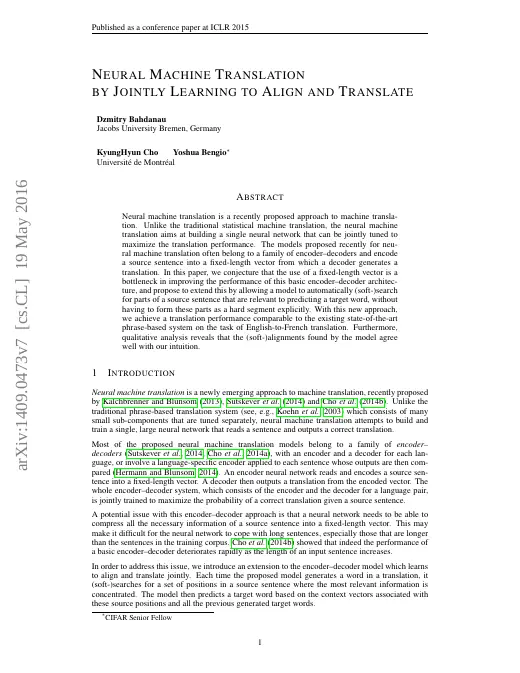 Published as a conference paper at ICLR 2015
NEURAL MACHINE TRANSLATION
BY JOINTLY LEARNING TO ALIGN AND TRANSLATE
Dzmitry Bahdanau
Jacobs University Bremen, Germany
KyungHyun Cho Yoshua Bengio*
Université de Montréal
ABSTRACT
Neural machine translation is a recently proposed approach to machine transla-
tion. Unlike the traditional statistical machine translation, the neural machine
translation aims at building a single neural network that can be jointly tuned to
maximize the translation performance. The models proposed recently for neu-
ral machine translation often belong to a family of encoder–decoders and encode
a source sentence into a fixed-length vector from which a decoder generates a
translation. In this paper, we conjecture that the use of a fixed-length vector is a
bottleneck in improving the performance of this basic encoder–decoder architec-
ture, and propose to extend this by allowing a model to automatically (soft-)search
for parts of a source sentence that are relevant to predicting a target word, without
having to form these parts as a hard segment explicitly. With this new approach,
we achieve a translation performance comparable to the existing state-of-the-art
phrase-based system on the task of English-to-French translation. Furthermore,
qualitative analysis reveals that the (soft-)alignments found by the model agree
well with our intuition.
1 INTRODUCTION
Neural machine translation is a newly emerging approach to machine translation, recently proposed
by Kalchbrenner and Blunsom (2013), Sutskever et al. (2014) and Cho et al. (2014b). Unlike the
traditional phrase-based translation system (see, e.g., Koehn et al., 2003) which consists of many
small sub-components that are tuned separately, neural machine translation attempts to build and
train a single, large neural network that reads a sentence and outputs a correct translation.
Most of the proposed neural machine translation models belong to a family of encoder–
decoders (Sutskever et al., 2014; Cho et al., 2014a), with an encoder and a decoder for each lan-
guage, or involve a language-specific encoder applied to each sentence whose outputs are then com-
pared (Hermann and Blunsom, 2014). An encoder neural network reads and encodes a source sen-
tence into a fixed-length vector. A decoder then outputs a translation from the encoded vector. The
whole encoder–decoder system, which consists of the encoder and the decoder for a language pair,
is jointly trained to maximize the probability of a correct translation given a source sentence.
A potential issue with this encoder–decoder approach is that a neural network needs to be able to
compress all the necessary information of a source sentence into a fixed-length vector. This may
make it difficult for the neural network to cope with long sentences, especially those that are longer
than the sentences in the training corpus. Cho et al. (2014b) showed that indeed the performance of
a basic encoder–decoder deteriorates rapidly as the length of an input sentence increases.
In order to address this issue, we introduce an extension to the encoder–decoder model which learns
to align and translate jointly. Each time the proposed model generates a word in a translation, it
(soft-)searches for a set of positions in a source sentence where the most relevant information is
concentrated. The model then predicts a target word based on the context vectors associated with
these source positions and all the previous generated target words.
*CIFAR Senior Fellow
1
arXiv:1409.0473v7 [cs.CL] 19 May 2016